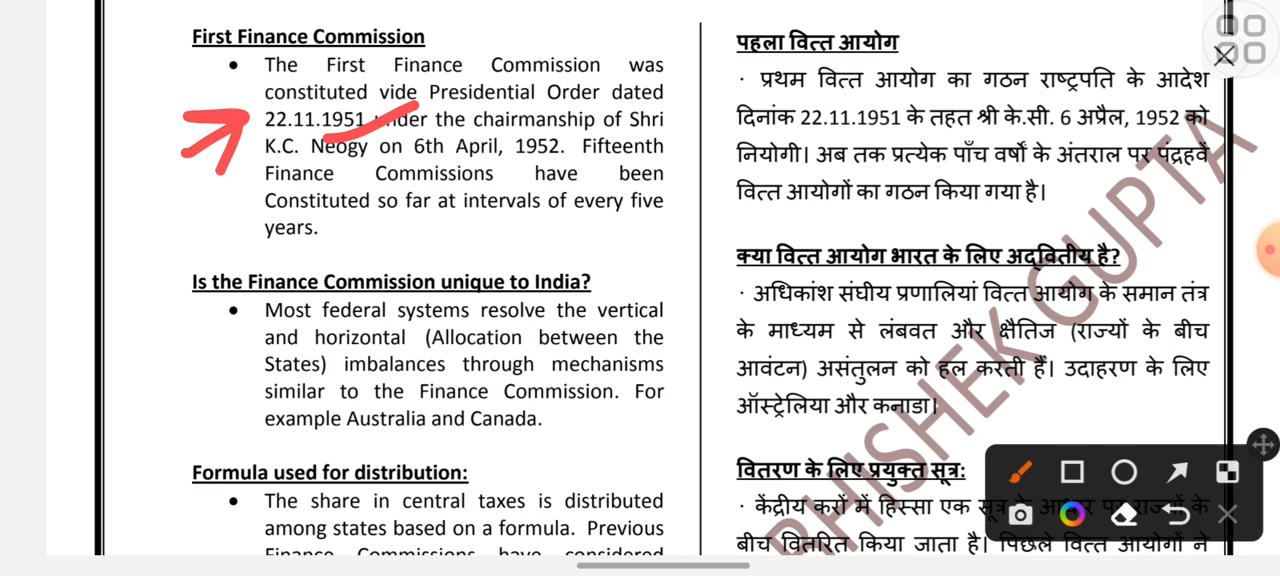 First Finance Commission
• The First Finance Commission was
constituted vide Presidential Order dated
22.11.1951 under the chairmanship of Shri
K.C. Neogy on 6th April, 1952. Fifteenth
Finance Commissions have been
Constituted so far at intervals of every five
years.
Is the Finance Commission unique to India?
• Most federal systems resolve the vertical
and horizontal (Allocation between the
States) imbalances through mechanisms
similar to the Finance Commission. For
example Australia and Canada.
Formula used for distribution:
• The share in central taxes is distributed
among states based on a formula. Previous
Finance Commissions have considered
पहला वित्त आयोग
· प्रथम वित्त आयोग का गठन राष्ट्रपति के आदेश
दिनांक 22.11.1951 के तहत श्री के.सी. 6 अप्रैल, 1952 को
नियोगी। अब तक प्रत्येक पाँच वर्षों के अंतराल पर पंद्रहवें
वित्त आयोगों का गठन किया गया है।
क्या वित्त आयोग भारत के लिए अद्वितीय है?
· अधिकांश संघीय प्रणालियां वित्त आयोग के समान तंत्र
के माध्यम से लंबवत और क्षैतिज (राज्यों के बीच
आवंटन) असंतुलन को हल करती हैं। उदाहरण के लिए
ऑस्ट्रेलिया और कनाडा।
वितरण के लिए प्रयुक्त सूत्र:
· केंद्रीय करों में हिस्सा एक सूत्र के आधार पर राज्यों के
बीच वितरित किया जाता है। पिछले वित्त आयोगों ने
BHISHEK GUPTA